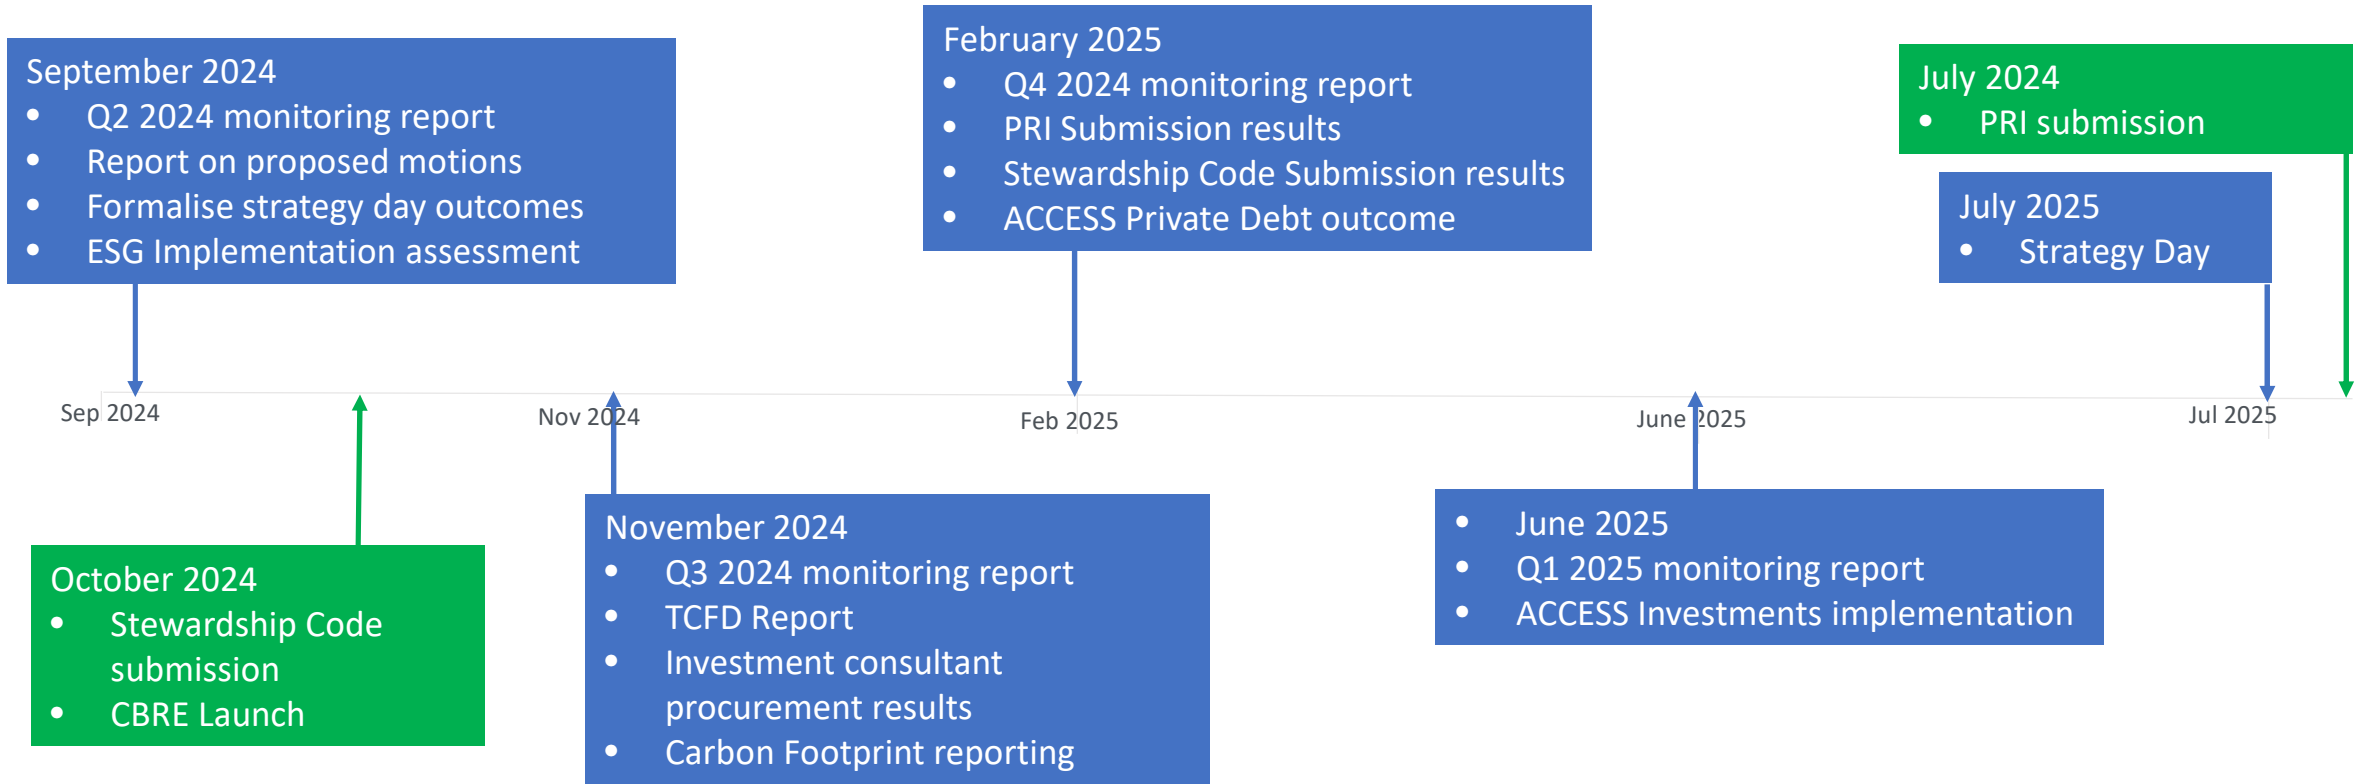 September 2024
• Q2 2024 monitoring report
• Report on proposed motions
• Formalise strategy day outcomes
• ESG Implementation assessment
February 2025
• Q4 2024 monitoring report
• PRI Submission results
• Stewardship Code Submission results
• ACCESS Private Debt outcome
July 2024
• PRI submission
July 2025
• Strategy Day
Sep 2024
Nov 2024
Feb 2025
June 2025
Jul 2025
October 2024
• Stewardship Code
submission
• CBRE Launch
November 2024
• Q3 2024 monitoring report
• TCFD Report
• Investment consultant
procurement results
• Carbon Footprint reporting
• June 2025
• Q1 2025 monitoring report
• ACCESS Investments implementation